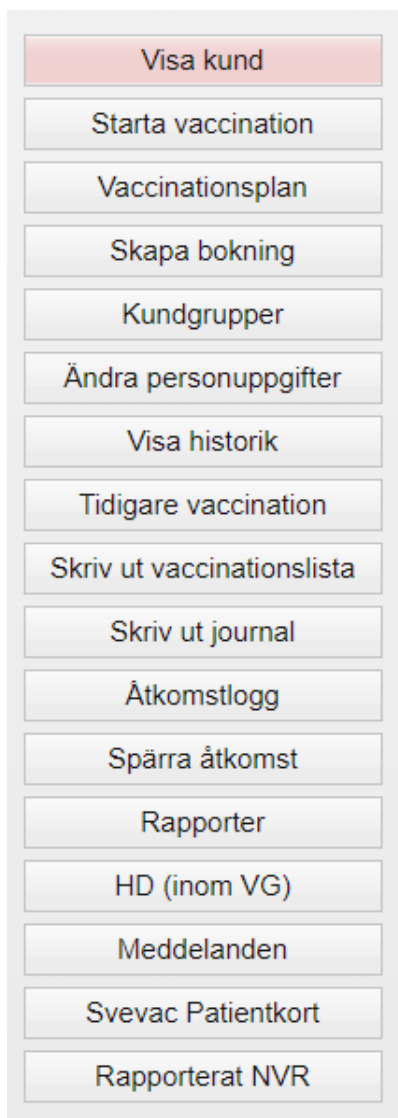 Visa kund
Starta vaccination
Vaccinationsplan
Skapa bokning
Kundgrupper
Ändra personuppgifter
Visa historik
Tidigare vaccination
Skriv ut vaccinationslista
Skriv ut journal
Åtkomstlogg
Spärra åtkomst
Rapporter
HD (inom VG)
Meddelanden
Svevac Patientkort
Rapporterat NVR